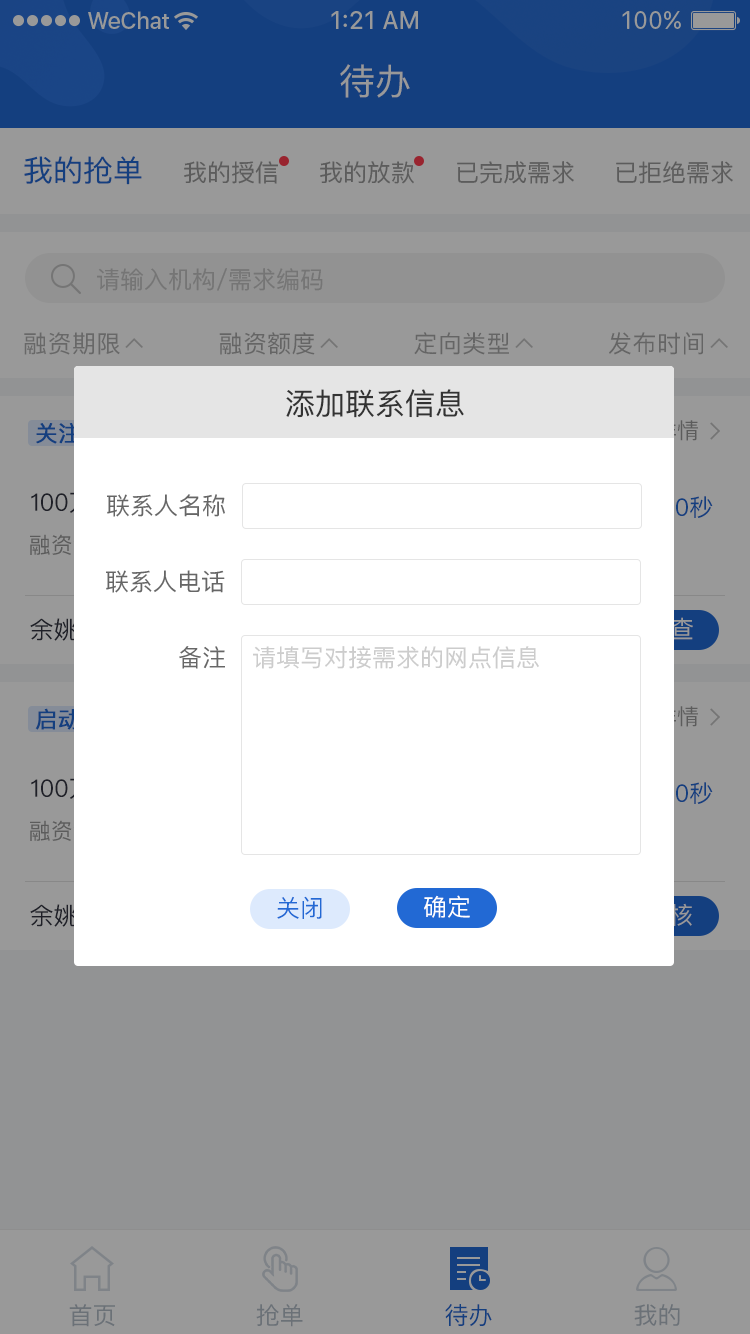 WeChat 1:21 AM 100%
待办
我的抢单 我的授信 我的放款 已完成需求 已拒绝需求
请输入机构/需求编码
融资期限 融资额度 定向类型 发布时间
添加联系信息
关注 情
联系人名称
100 0秒
融资
联系人电话
余姚 查
备注 请填写对接需求的网点信息
启动 情
100 0秒
融资
关闭 确定
余姚 核
首页 抢单 待办 我的